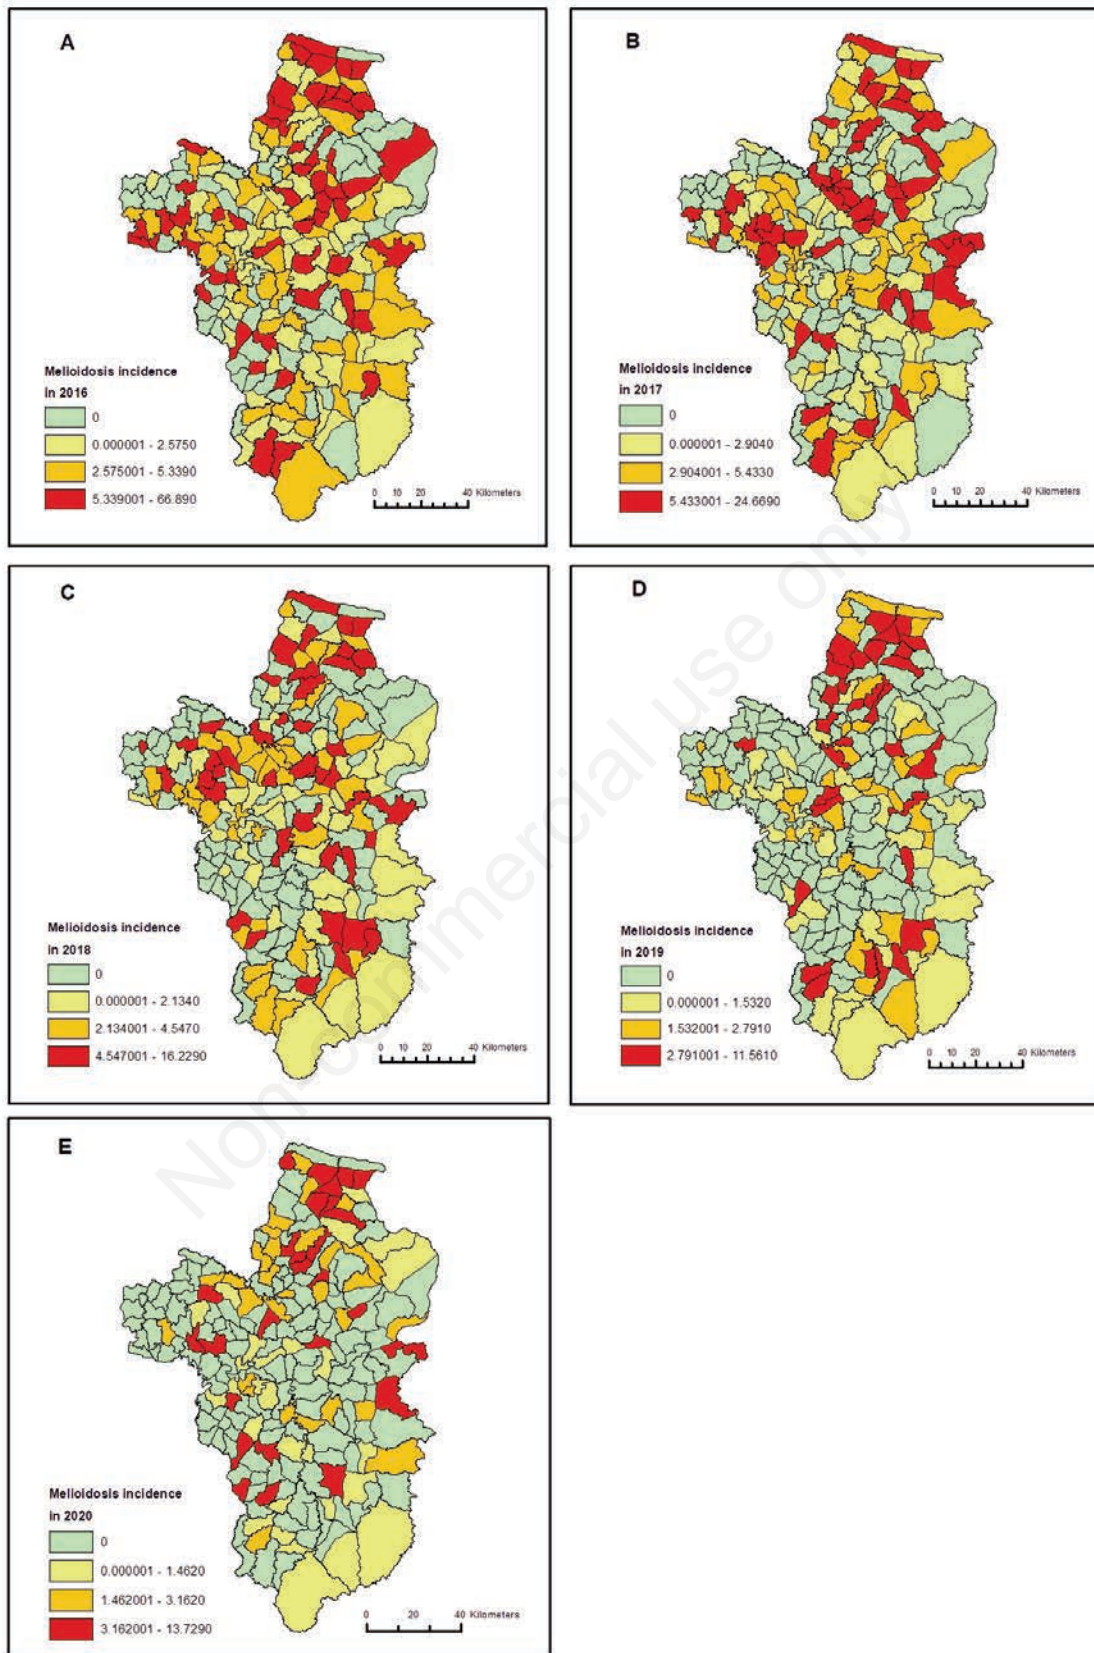 A
Melioidosis incidence
in 2016
0
0.000001 - 2.5750
2.575001 - 5.3390
5.339001 - 66.890
0 10 20 40 Kilometers
B
Melioidosis incidence
in 2017
0
0.000001 - 2.9040
2.904001 - 5.4330
5.433001 - 24.6690
0 10 20 40 Kilometers
C
Melioidosis incidence
in 2018
0
0.000001 - 2.1340
2.134001 - 4.5470
4.547001 - 16.2290
0 10 20 40 Kilometers
D
Melioidosis incidence
in 2019
0
0.000001 - 1.5320
1.532001 - 2.7910
2.791001 - 11.5610
0 10 20 40 Kilometers
E
Melioidosis incidence
in 2020
0
0.000001 - 1.4620
1.462001 - 3.1620
3.162001 - 13.7290
0 20 40 Kilometers
Non-commercial use only